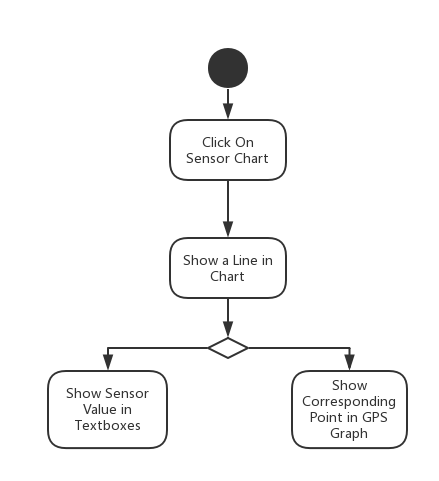 Click On
Sensor Chart
Show a Line in
Chart
Show Sensor
Value in
Textboxes
Show
Corresponding
Point in GPS
Graph